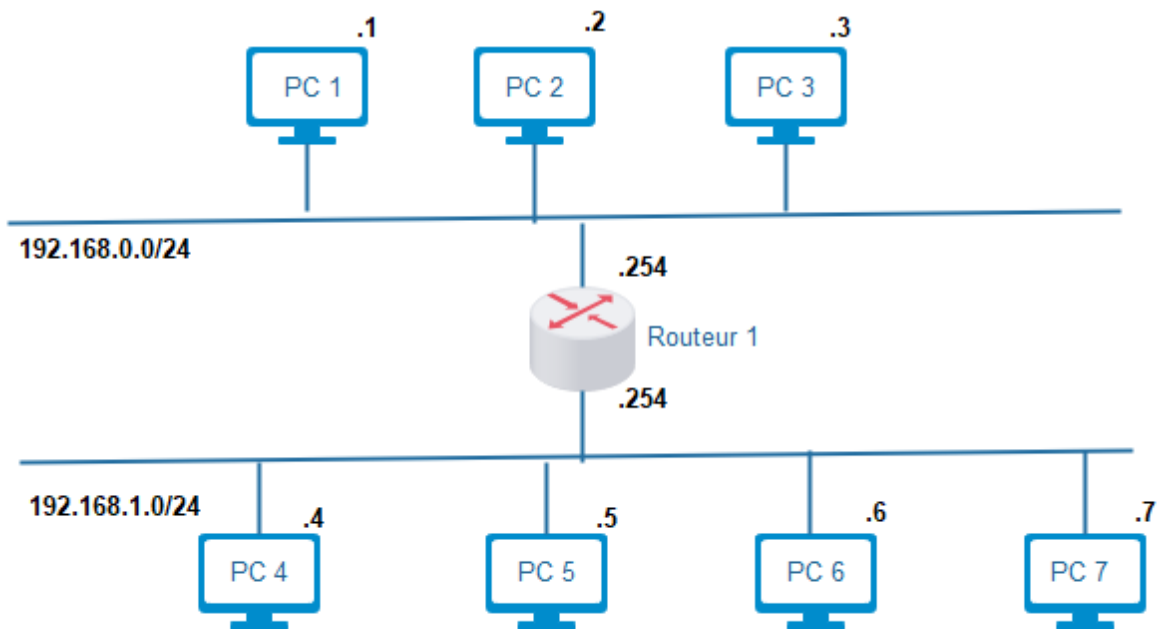 .1
.2
.3
PC 1
PC 2
PC 3
192.168.0.0/24
.254
Routeur 1
.254
192.168.1.0/24
.4
.5
.6
.7
PC 4
PC 5
PC 6
PC 7